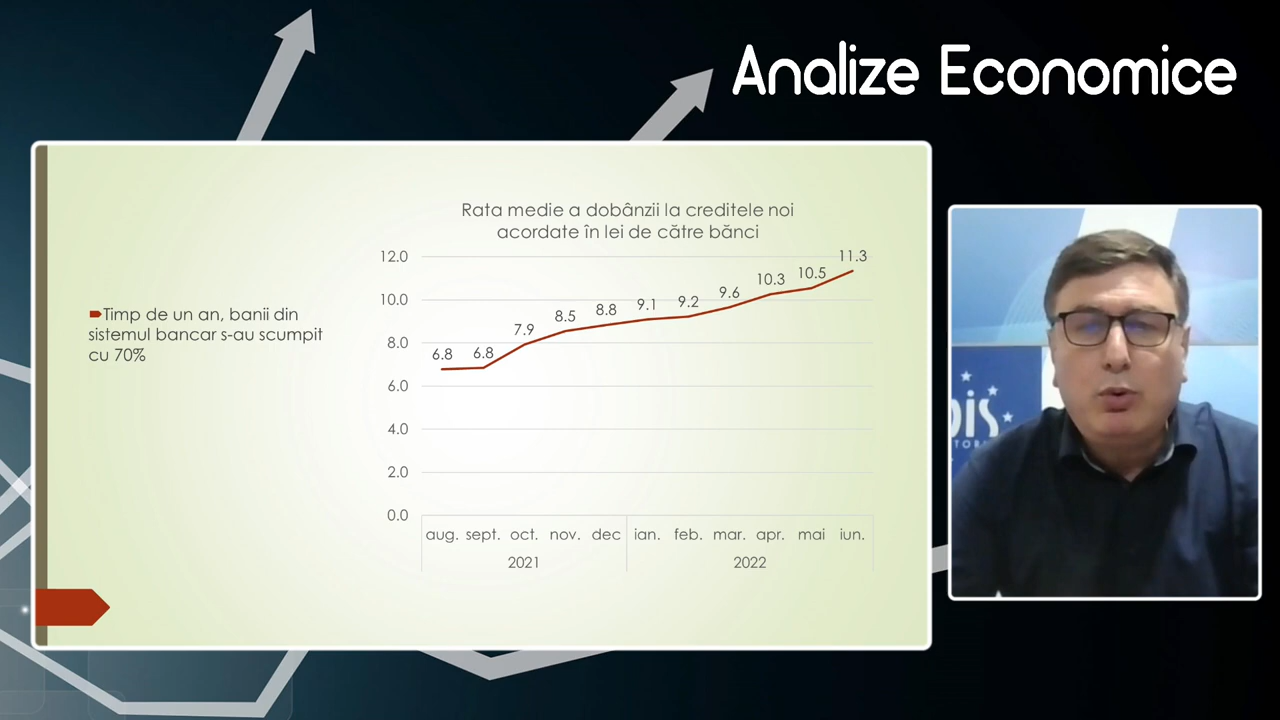 Analize Economice
Timp de un an, banii din
sistemul bancar s-au scumpit
cu 70%
Rata medie a dobânzii la creditele noi
acordate în lei de către bănci
12.0
10.0
8.0
6.0
4.0
2.0
0.0
6.8
6.8
7.9
8.5
8.8
9.1
9.2
9.6
10.3
10.5
11.3
aug. sept. oct. nov. dec ian. feb. mar. apr. mai iun.
2021 2022